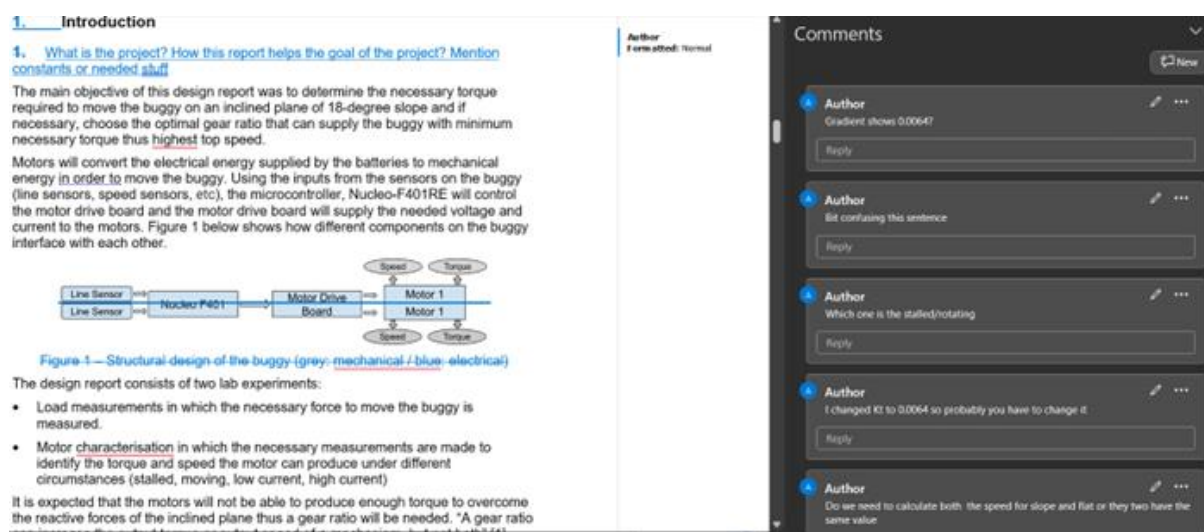 1. Introduction
1. What is the project? How this report helps the goal of the project? Mention
constants or needed stuff
The main objective of this design report was to determine the necessary torque
required to move the buggy on an inclined plane of 18-degree slope and if
necessary, choose the optimal gear ratio that can supply the buggy with minimum
necessary torque thus highest top speed.
Motors will convert the electrical energy supplied by the batteries to mechanical
energy in order to move the buggy. Using the inputs from the sensors on the buggy
(line sensors, speed sensors, etc), the microcontroller, Nucleo-F401RE will control
the motor drive board and the motor drive board will supply the needed voltage and
current to the motors. Figure 1 below shows how different components on the buggy
interface with each other.
Speed Torque
Line Sensor
Line Sensor
Nucleo F401
Motor Drive
Board
Motor 1
Motor 1
Speed Torque
Figure 1 – Structural design of the buggy (grey: mechanical / blue: electrical)
The design report consists of two lab experiments:
• Load measurements in which the necessary force to move the buggy is
measured.
• Motor characterisation in which the necessary measurements are made to
identify the torque and speed the motor can produce under different
circumstances (stalled, moving, low current, high current)
It is expected that the motors will not be able to produce enough torque to overcome
the reactive forces of the inclined plane thus a gear ratio will be needed. "A gear ratio
Author
Formatted: Normal
Comments
New
A Author
Gradient shows 0.0064?
Reply
A Author
Bit confusing this sentence
Reply
A Author
Which one is the stalled/rotating
Reply
A Author
I changed Kt to 0.0064 so probably you have to change it
Reply
A Author
Do we need to calculate both the speed for slope and flat or they two have the
same value